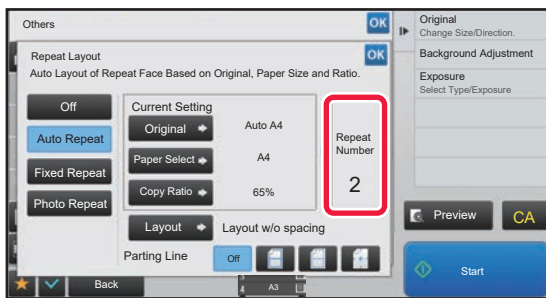 Others
OK
Repeat Layout
OK
Auto Layout of Repeat Face Based on Original, Paper Size and Ratio.
Off
Auto Repeat
Fixed Repeat
Photo Repeat
Current Setting
Original
Auto A4
Paper Select
A4
Copy Ratio
65%
Repeat
Number
2
Layout
Layout w/o spacing
Parting Line
Off
Back
4
A3
Original
Change Size/Direction.
Background Adjustment
Exposure
Select Type/Exposure
Preview
CA
Start